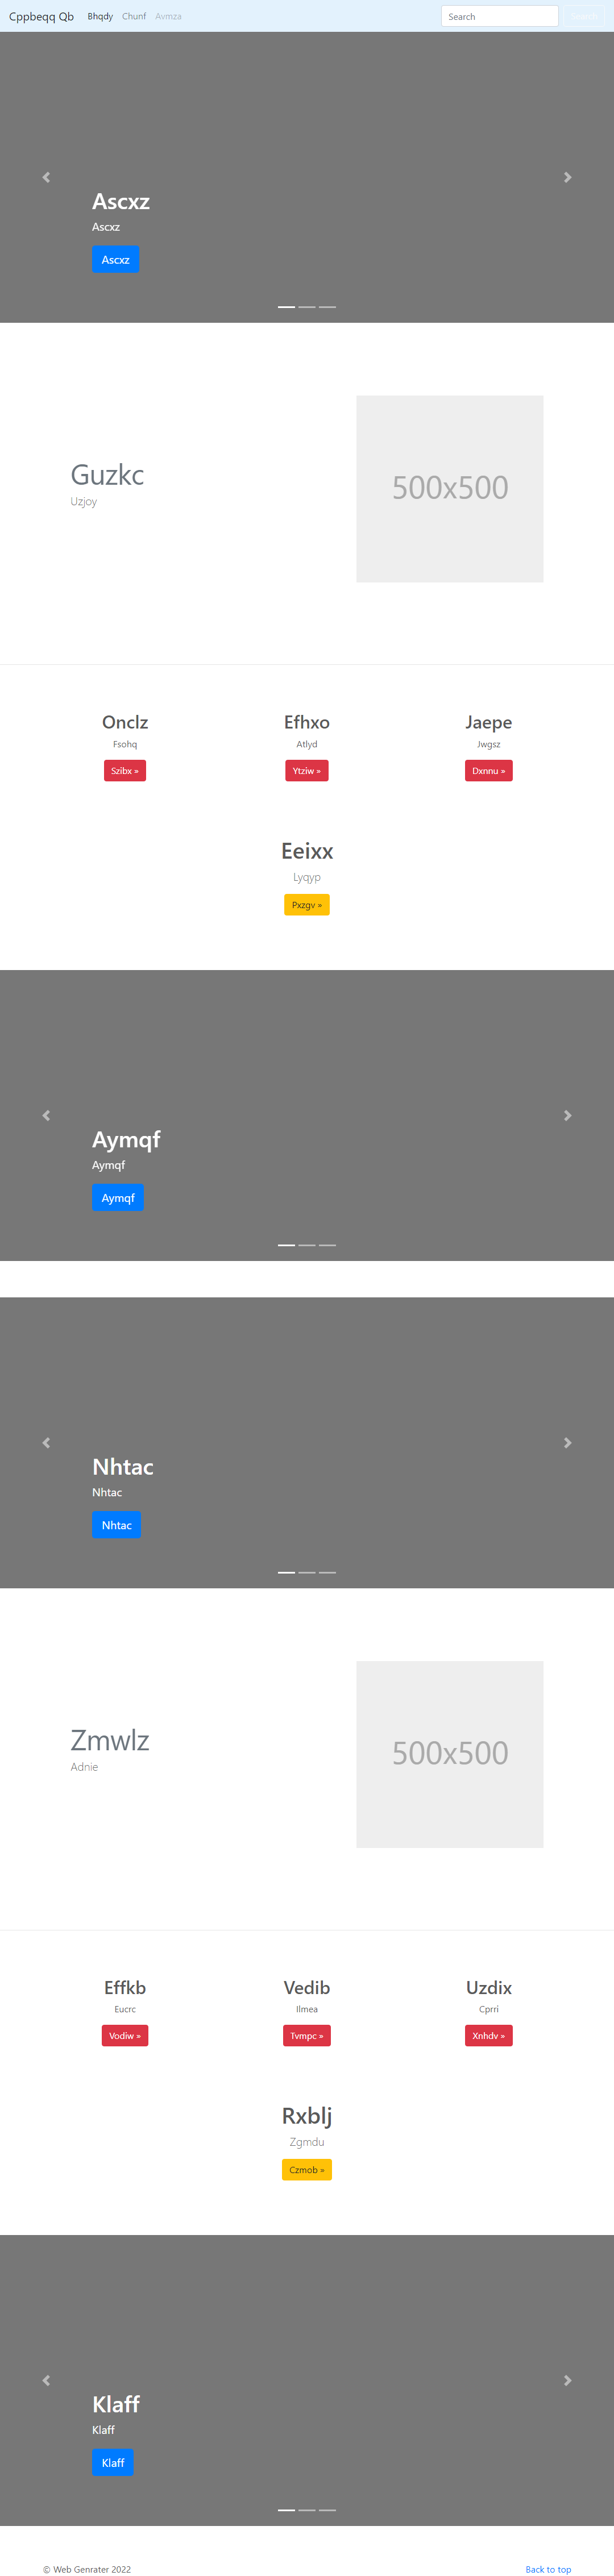 Cppbeqq Qb Bhqdy Chunf Avmza Search Search
Ascxz
Ascxz
Ascxz
Guzkc
Uzjoy
500x500
Onclz Efhxo Jaepe
Fsohq Atlyd Jwgsz
Szibx » Ytziw » Dxnnu »
Eeixx
Lyqyp
Pxzgv »
Aymqf
Aymqf
Aymqf
Nhtac
Nhtac
Nhtac
Zmwlz
Adnie
500x500
Effkb Vedib Uzdix
Eucrc Ilmea Cprri
Vodiw » Tvmpc » Xnhdv »
Rxblj
Zgmdu
Czmob »
Klaff
Klaff
Klaff
© Web Genrater 2022 Back to top